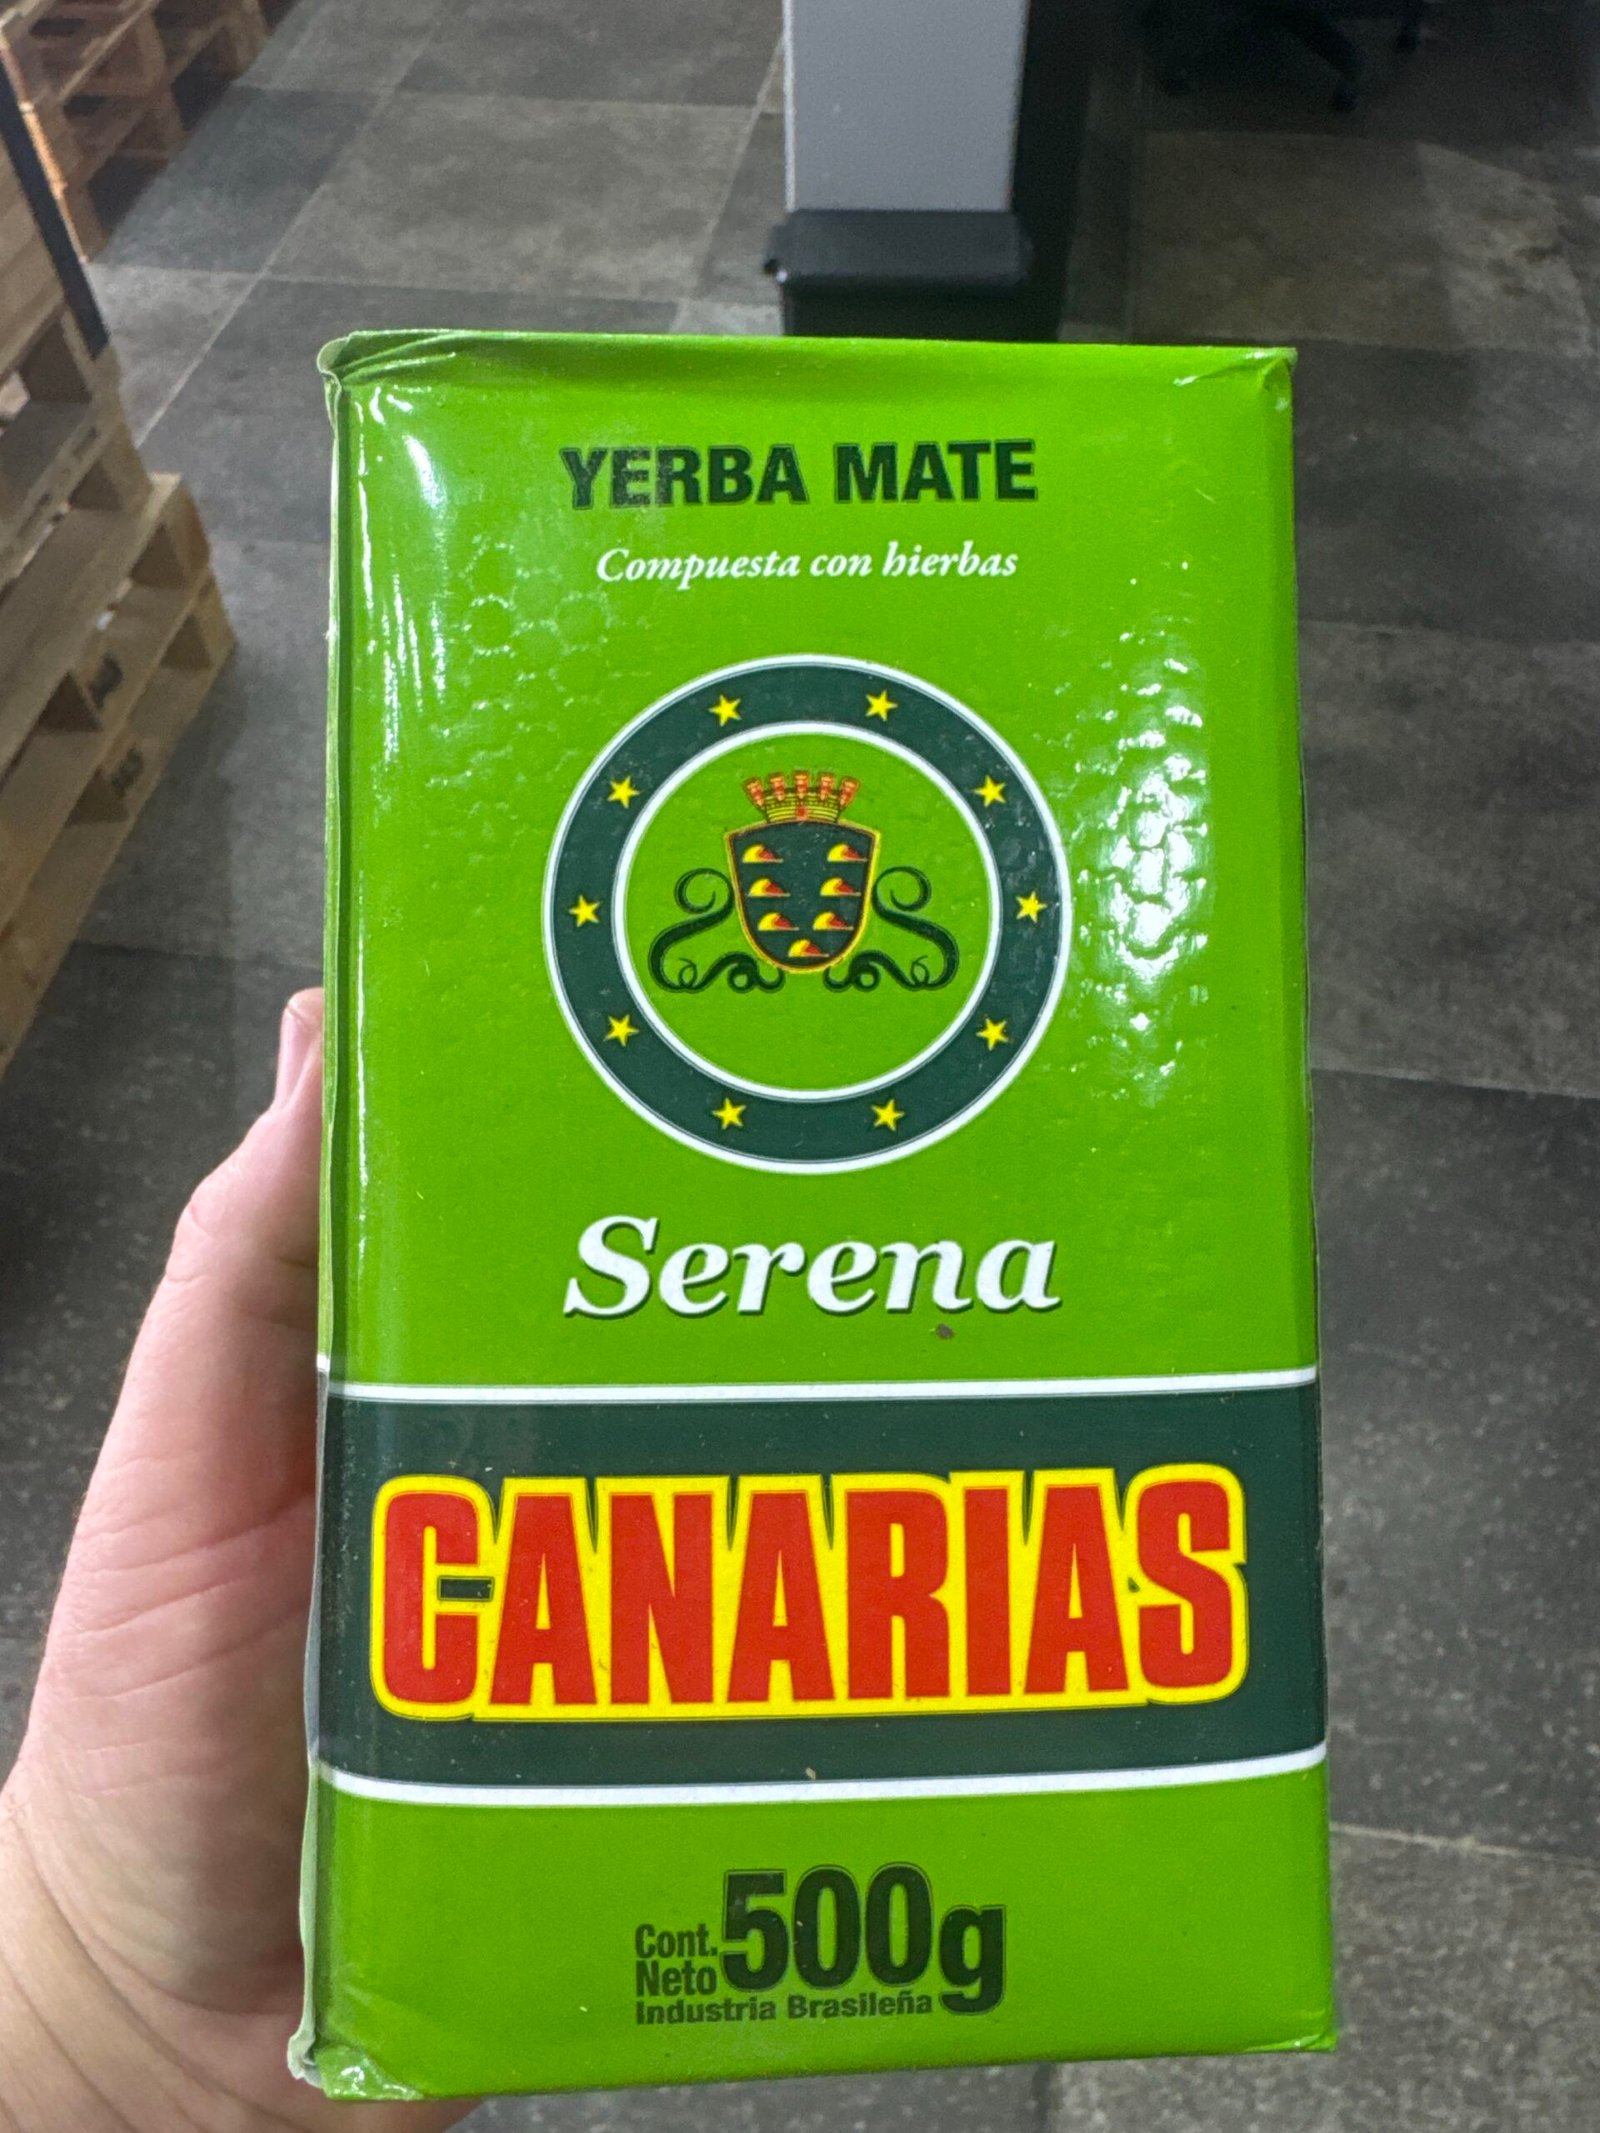 YERBA MATE
Compuesta con hierbas
Serena
CANARIAS
Cont.
Neto
500g
Industria Brasileña